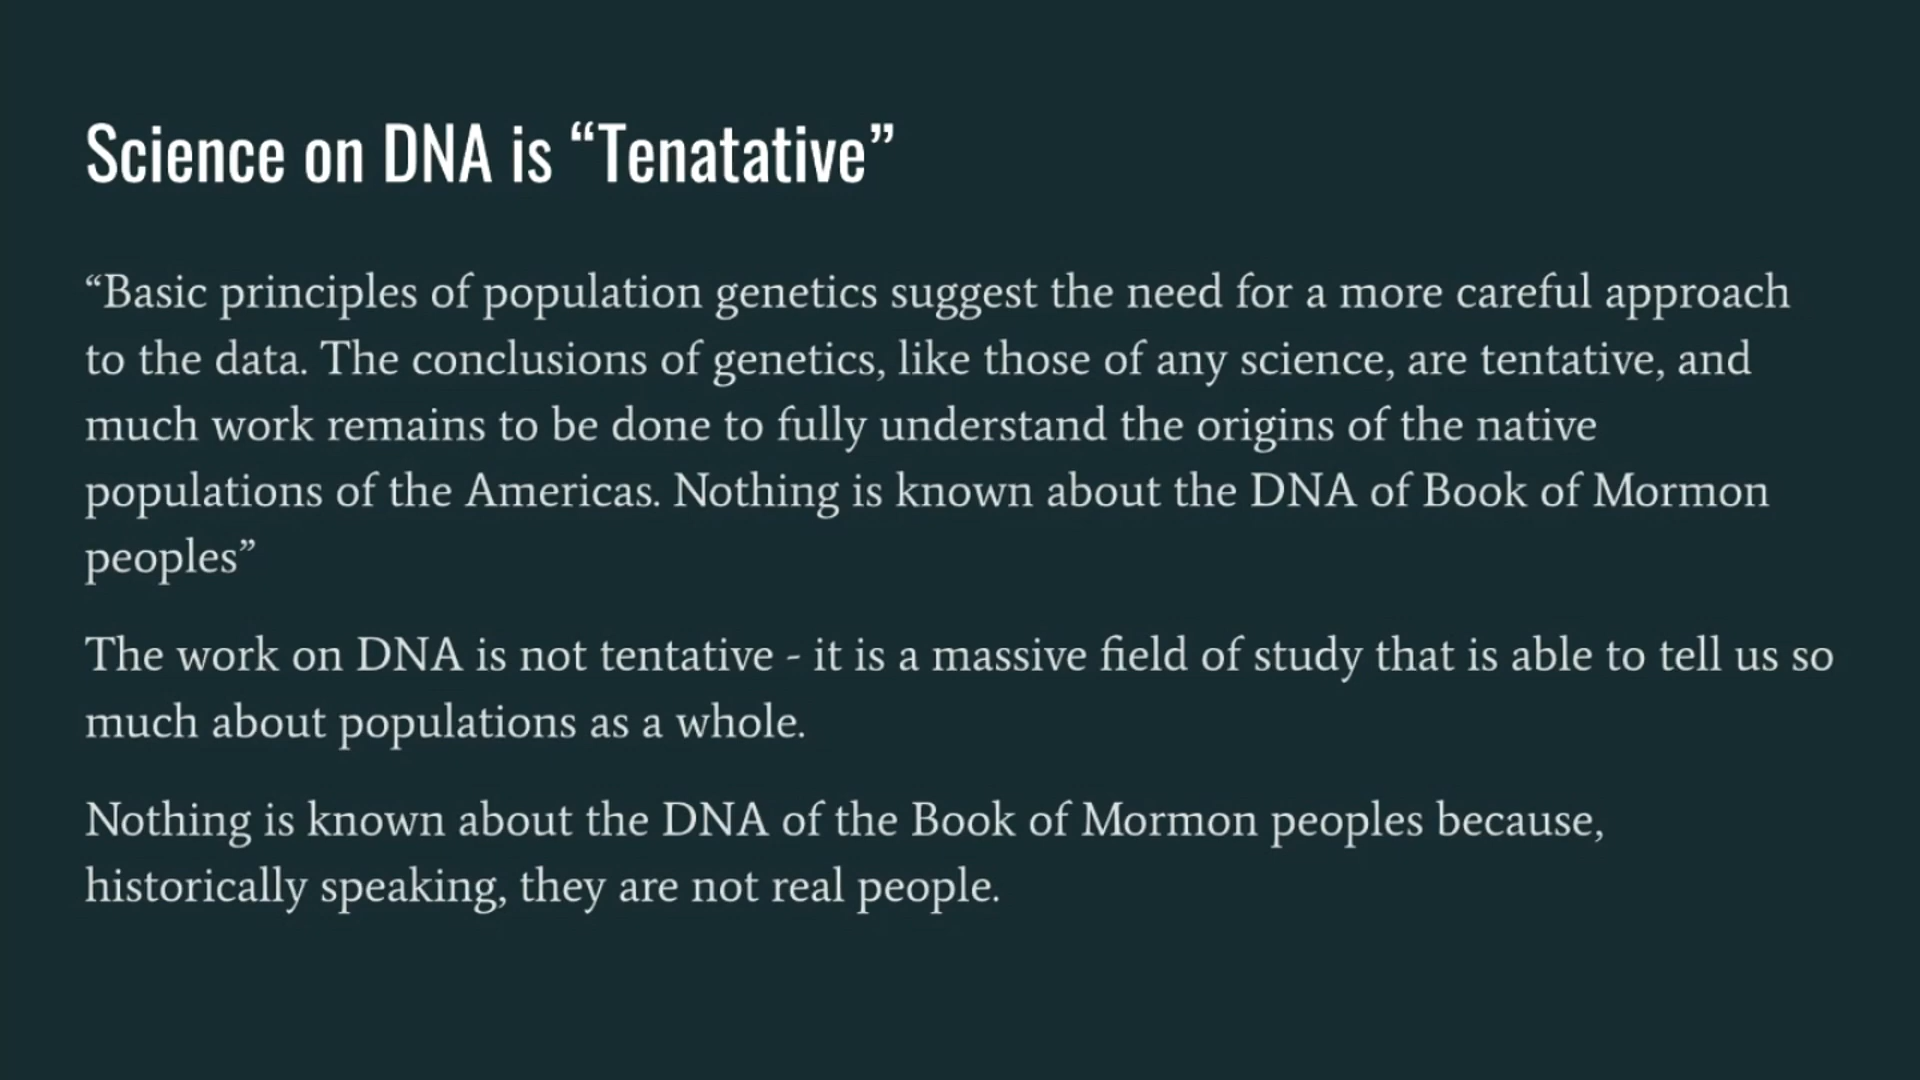 Science on DNA is “Tenatative”
“Basic principles of population genetics suggest the need for a more careful approach
to the data. The conclusions of genetics, like those of any science, are tentative, and
much work remains to be done to fully understand the origins of the native
populations of the Americas. Nothing is known about the DNA of Book of Mormon
peoples”
The work on DNA is not tentative - it is a massive field of study that is able to tell us so
much about populations as a whole.
Nothing is known about the DNA of the Book of Mormon peoples because,
historically speaking, they are not real people.